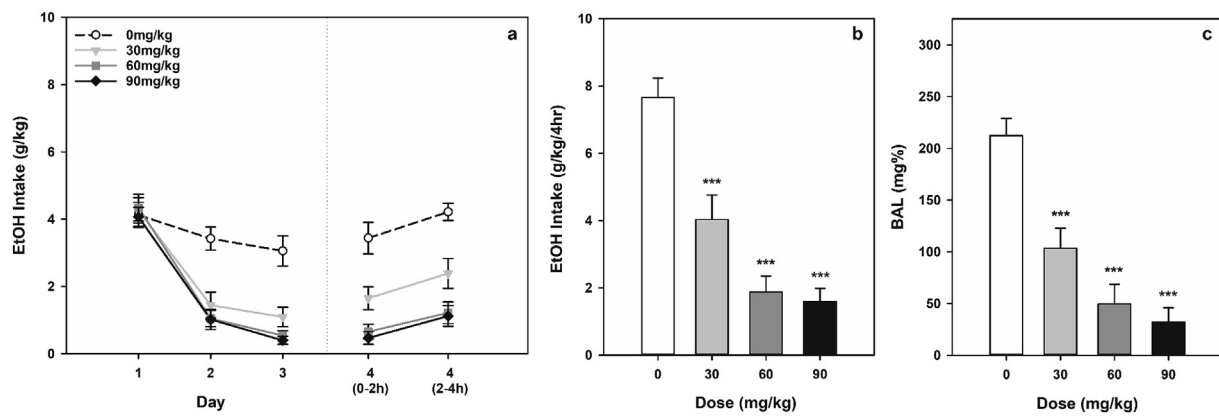 a
10
8
6
4
2
0
EtOH Intake (g/kg)
0mg/kg
30mg/kg
60mg/kg
90mg/kg
1 2 3 4 4
(0-2h) (2-4h)
Day
b
10
8
6
4
2
0
EtOH Intake (g/kg/4hr)
***
***
***
0 30 60 90
Dose (mg/kg)
c
300
250
200
150
100
50
0
BAL (mg%)
***
***
***
0 30 60 90
Dose (mg/kg)